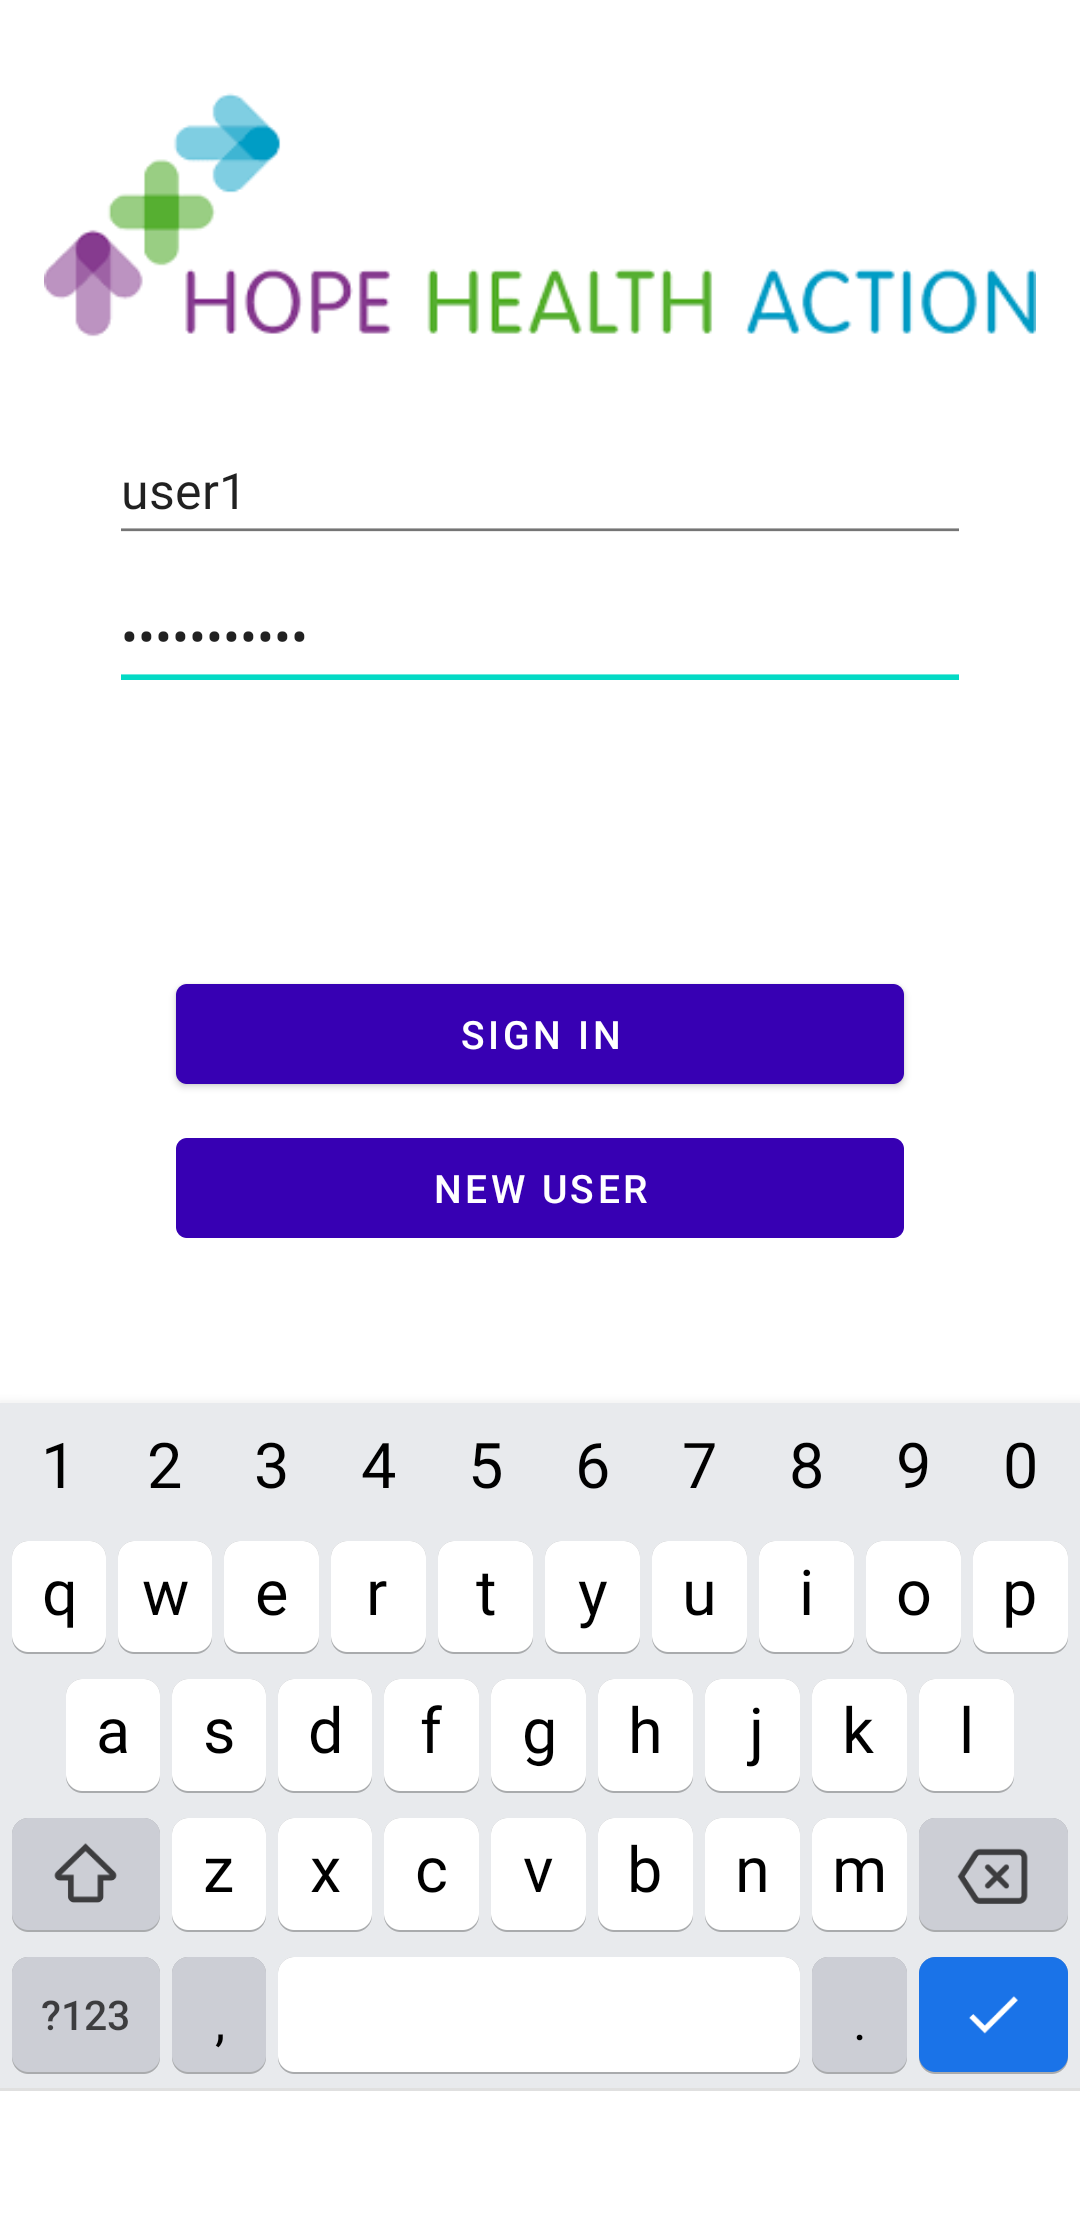 HOPE HEALTH ACTION
user1
•••••••••••
SIGN IN
NEW USER
1 2 3 4 5 6 7 8 9 0
q w e r t y u i o p
a s d f g h j k l
z x c v b n m
?123 , .